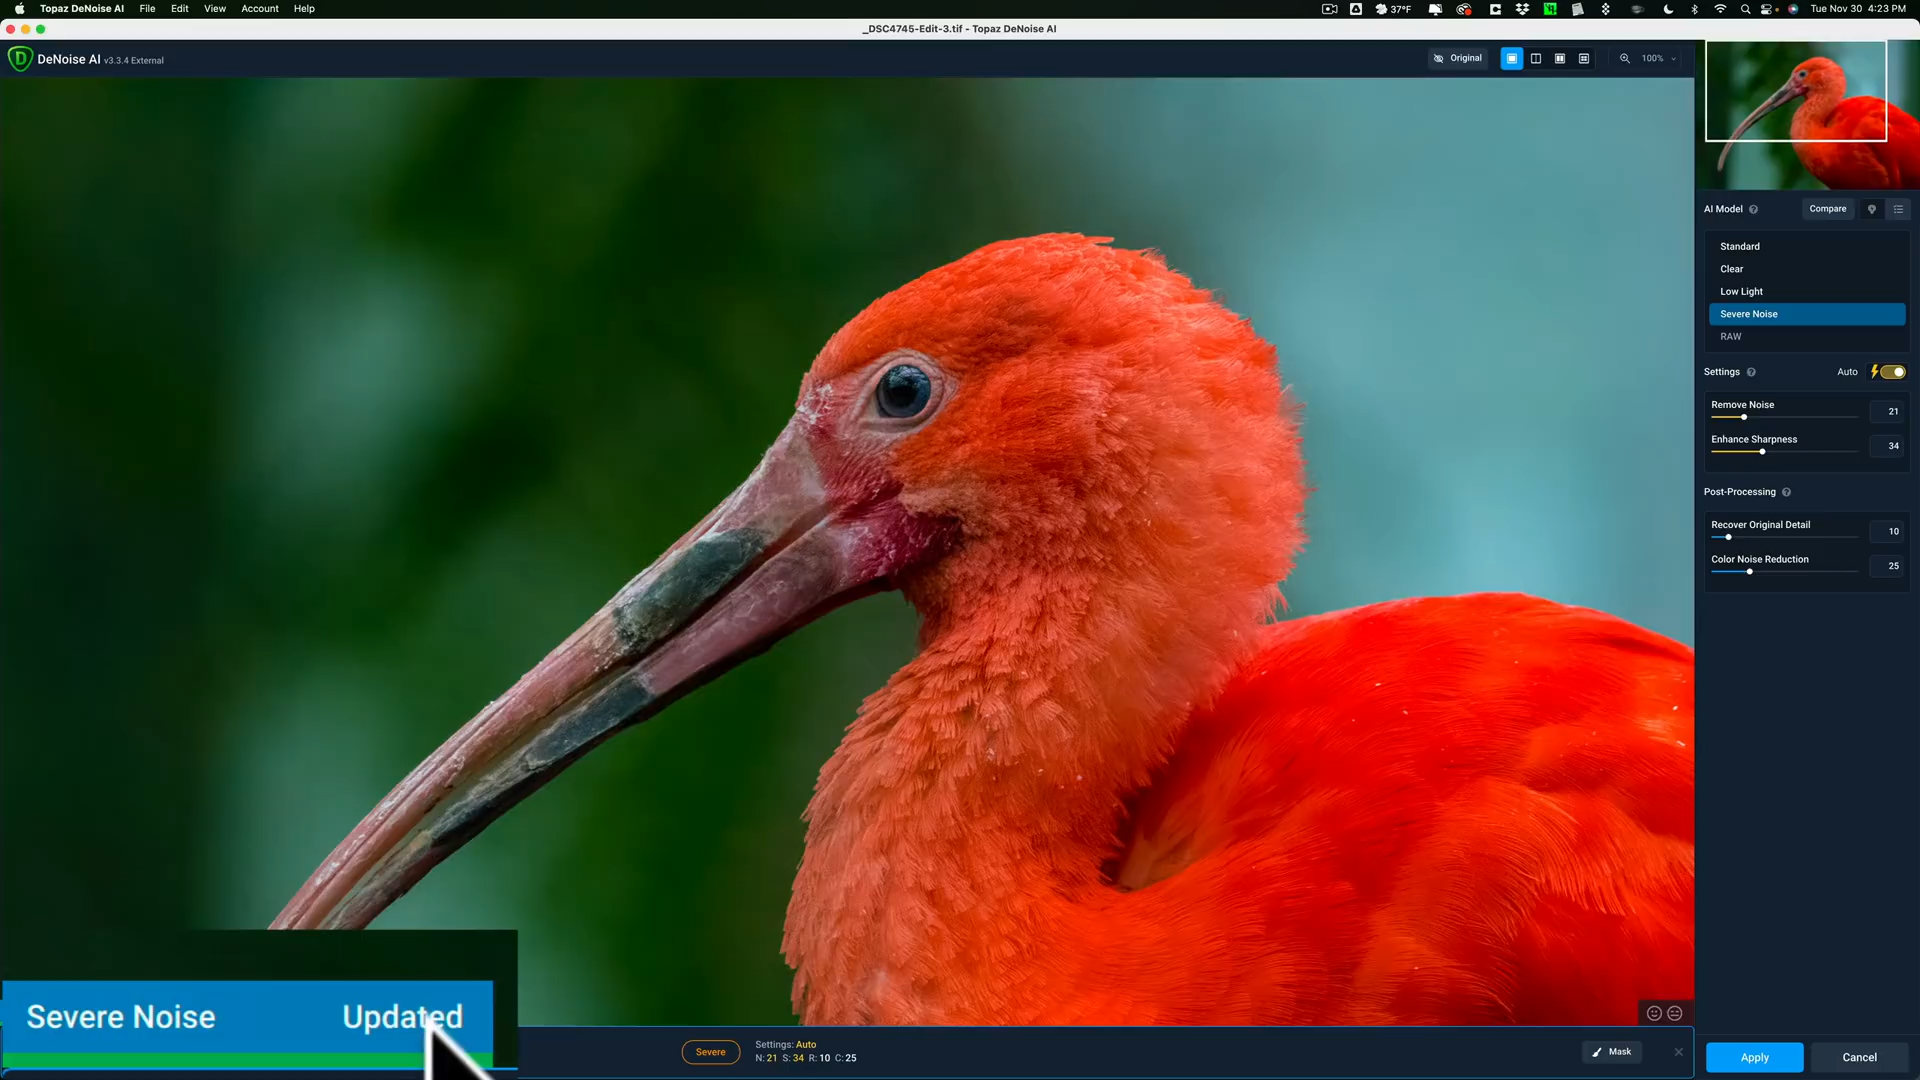 Topaz DeNoise AI File Edit View Account Help 37°F Tue Nov 30 4:23 PM
_DSC4745-Edit-3.tif - Topaz DeNoise AI
DeNoise AI v3.3.4 External Original 100%
AI Model Compare
Standard
Clear
Low Light
Severe Noise
RAW
Settings Auto
Remove Noise 21
Enhance Sharpness 34
Post-Processing
Recover Original Detail 10
Color Noise Reduction 25
Severe Noise Updated
Severe
Settings: Auto
N: 21 S: 34 R: 10 C: 25
Mask
Apply Cancel